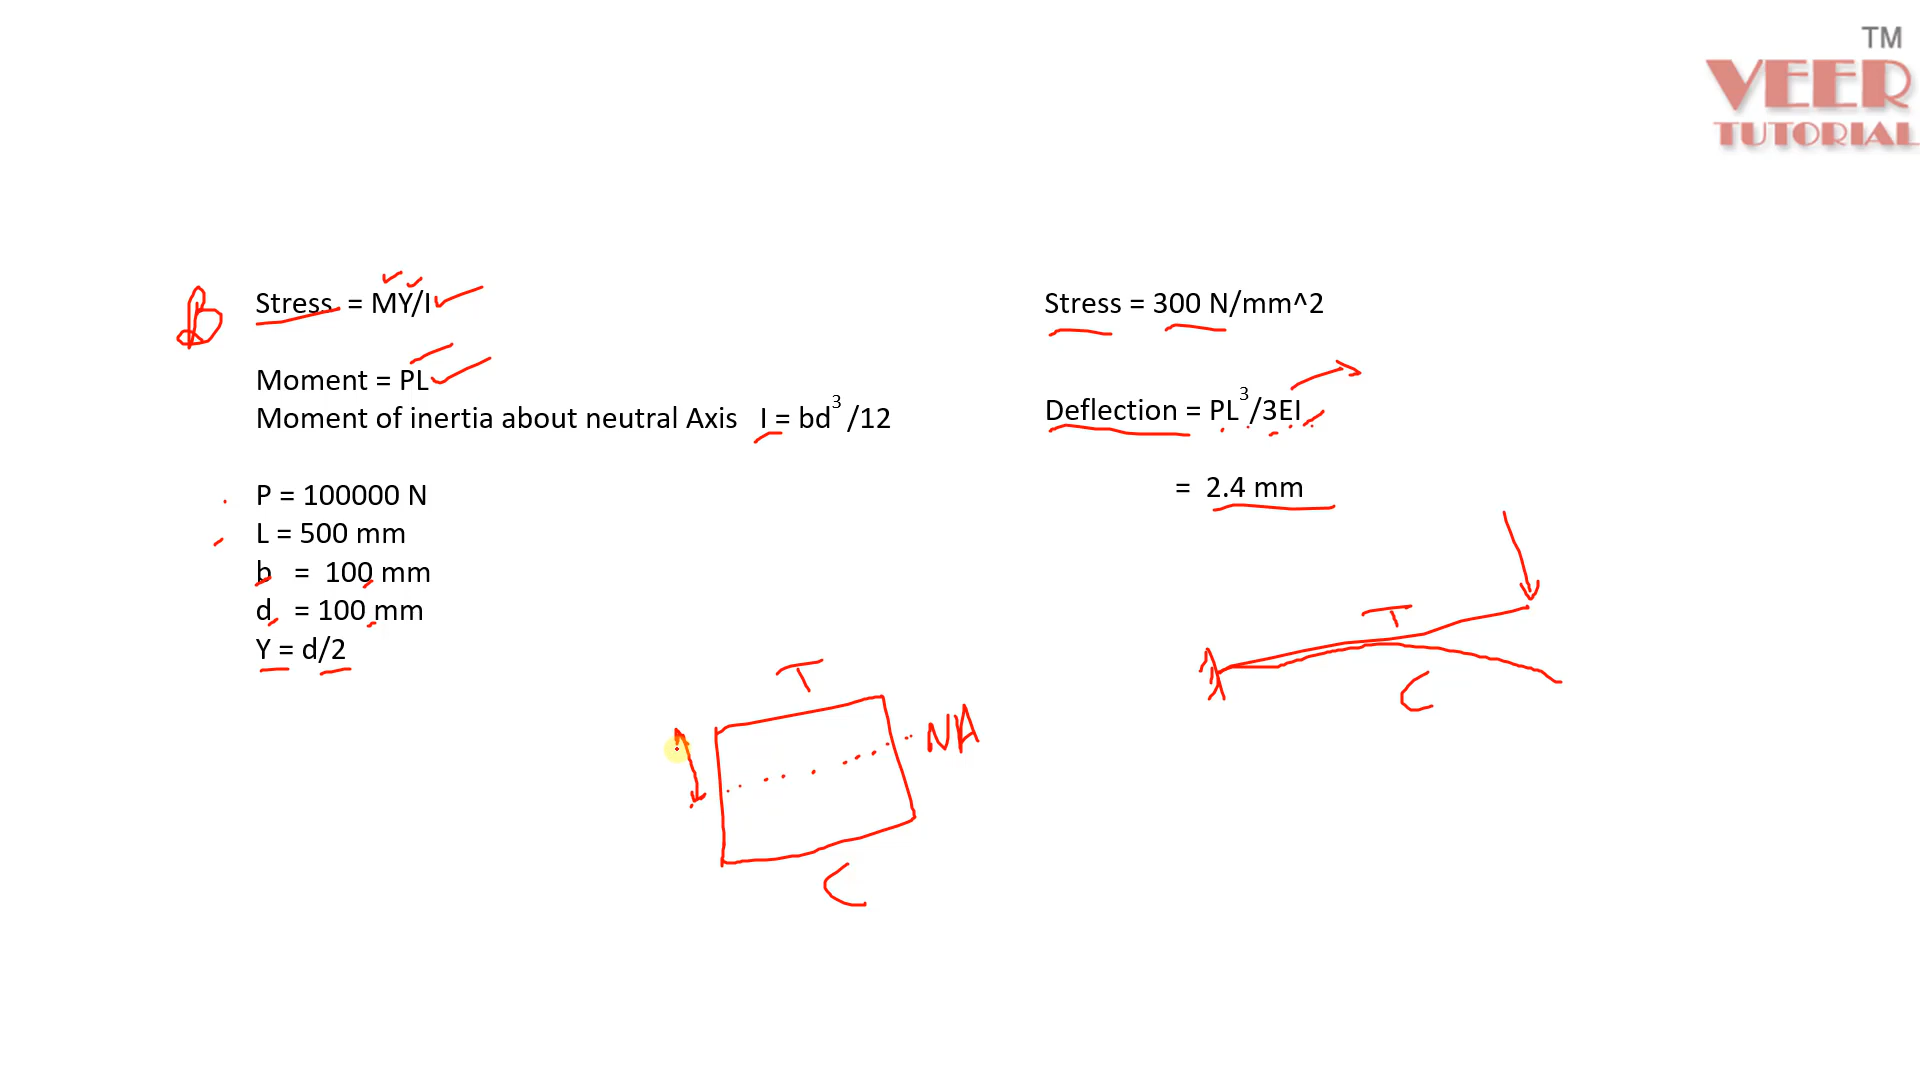 TM
VEER
TUTORIAL
b
Stress = MY/I
Moment = PL
Moment of inertia about neutral Axis I = bd³/12
P = 100000 N
L = 500 mm
b = 100 mm
d = 100 mm
Y = d/2
Stress = 300 N/mm^2
Deflection = PL³/3EI
= 2.4 mm
T
NA
C
T
C